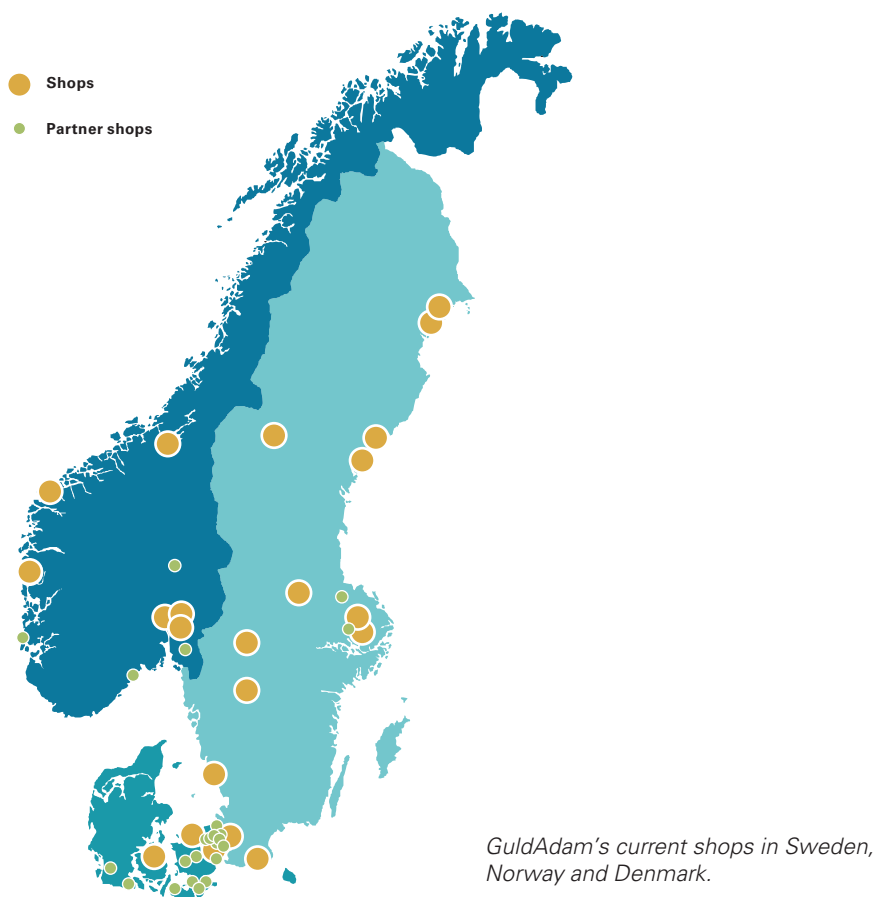 Shops
Partner shops
GuldAdam's current shops in Sweden,
Norway and Denmark.